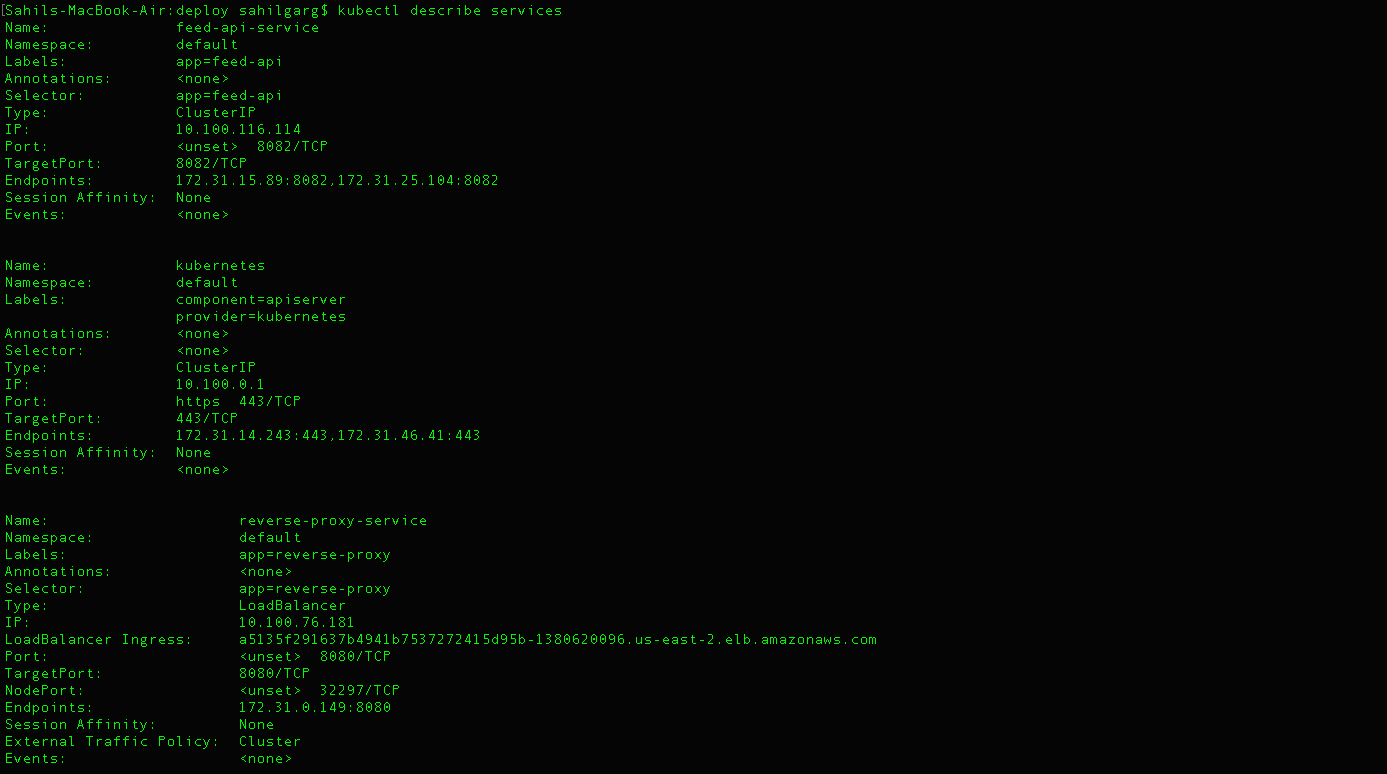 [Sahils-MacBook-Air:deploy sahilgarg$ kubectl describe services
Name:              feed-api-service
Namespace:         default
Labels:            app=feed-api
Annotations:       <none>
Selector:          app=feed-api
Type:              ClusterIP
IP:                10.100.116.114
Port:              <unset>  8082/TCP
TargetPort:        8082/TCP
Endpoints:         172.31.15.89:8082,172.31.25.104:8082
Session Affinity:  None
Events:            <none>
Name:              kubernetes
Namespace:         default
Labels:            component=apiserver
                   provider=kubernetes
Annotations:       <none>
Selector:          <none>
Type:              ClusterIP
IP:                10.100.0.1
Port:              https  443/TCP
TargetPort:        443/TCP
Endpoints:         172.31.14.243:443,172.31.46.41:443
Session Affinity:  None
Events:            <none>
Name:                     reverse-proxy-service
Namespace:                default
Labels:                   app=reverse-proxy
Annotations:              <none>
Selector:                 app=reverse-proxy
Type:                     LoadBalancer
IP:                       10.100.76.181
LoadBalancer Ingress:     a5135f291637b4941b7537272415d95b-1380620096.us-east-2.elb.amazonaws.com
Port:                     <unset>  8080/TCP
TargetPort:               8080/TCP
NodePort:                 <unset>  32297/TCP
Endpoints:                172.31.0.149:8080
Session Affinity:         None
External Traffic Policy:  Cluster
Events:                   <none>